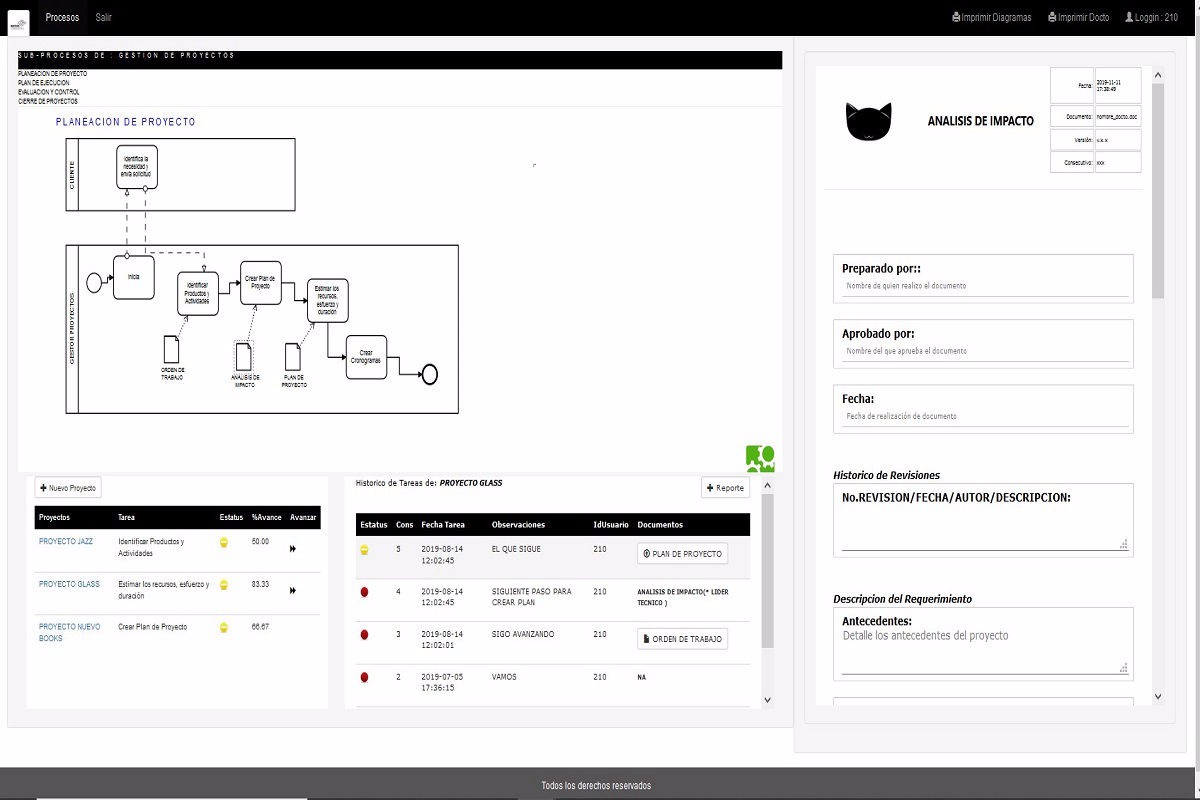 Procesos
Salir
Imprimir Diagramas
Imprimir Docto
Loggin : 210
SUB-PROCESOS DE : GESTION DE PROYECTOS
PLANEACION DE PROYECTO
PLAN DE EJECUCION
EVALUACION Y CONTROL
CIERRE DE PROYECTOS
PLANEACION DE PROYECTO
CLIENTE
Identifica la
necesidad y
envia solicitud
GESTOR PROYECTOS
Inicia
Identificar
Productos y
Actividades
Crear Plan de
Proyecto
Estimar los
recursos,
esfuerzo y
duración
Crear
Cronogramas
ORDEN DE
TRABAJO
ANALISIS DE
IMPACTO
PLAN DE
PROYECTO
Nuevo Proyecto
Proyectos Tarea Estatus %Avance Avanzar
PROYECTO JAZZ Identificar Productos y 50.00
Actividades
PROYECTO GLASS Estimar los recursos, esfuerzo y 83.33
duración
PROYECTO NUEVO Crear Plan de Proyecto 66.67
BOOKS
Historico de Tareas de: PROYECTO GLASS
Reporte
Estatus Cons Fecha Tarea Observaciones IdUsuario Documentos
5 2019-08-14 EL QUE SIGUE 210 PLAN DE PROYECTO
12:02:45
4 2019-08-14 SIGUIENTE PASO PARA 210 ANALISIS DE IMPACTO(* LIDER
12:02:45 CREAR PLAN TECNICO )
3 2019-08-14 SIGO AVANZANDO 210 ORDEN DE TRABAJO
12:02:01
2 2019-07-05 VAMOS 210 NA
17:36:15
ANALISIS DE IMPACTO
Fecha: 2019-11-11
17:38:49
Documento: nombre_docto.doc
Versión: v.x.x
Consecutivo: xxx
Preparado por::
Nombre de quien realizo el documento
Aprobado por:
Nombre del que aprueba el documento
Fecha:
Fecha de realización de documento
Historico de Revisiones
No.REVISION/FECHA/AUTOR/DESCRIPCION:
Descripcion del Requerimiento
Antecedentes:
Detalle los antecedentes del proyecto
Todos los derechos reservados